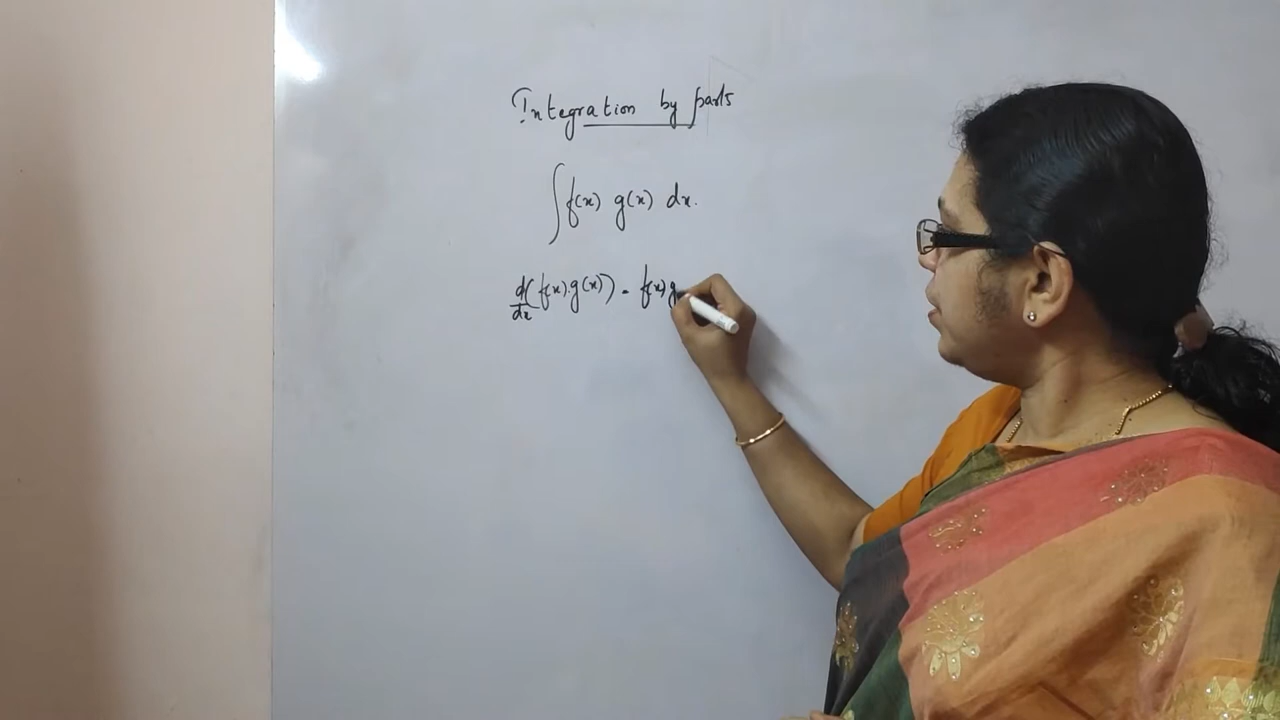 Integration by parts
∫f(x) g(x) dx.
d/dx (f(x).g(x)) = f(x) g